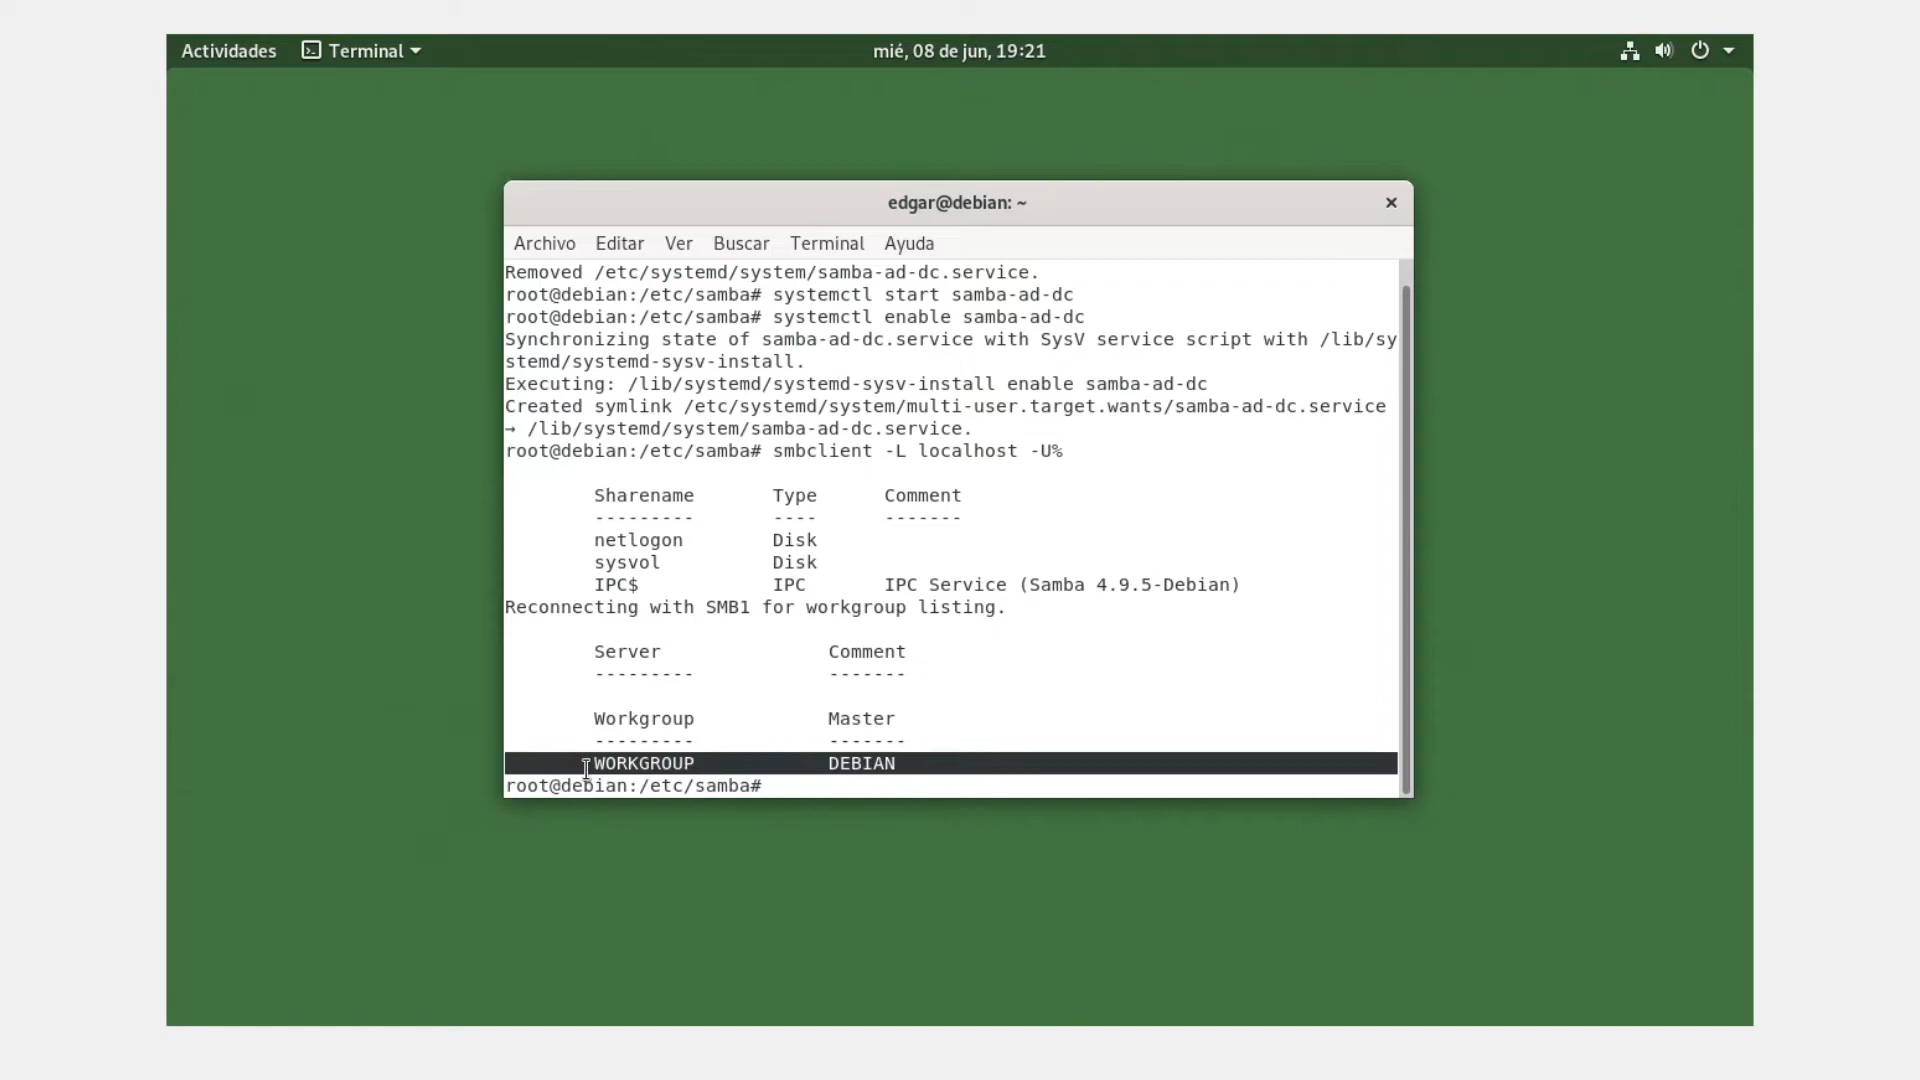 Actividades Terminal mié, 08 de jun, 19:21
edgar@debian: ~
Archivo Editar Ver Buscar Terminal Ayuda
Removed /etc/systemd/system/samba-ad-dc.service.
root@debian:/etc/samba# systemctl start samba-ad-dc
root@debian:/etc/samba# systemctl enable samba-ad-dc
Synchronizing state of samba-ad-dc.service with SysV service script with /lib/sy
stemd/systemd-sysv-install.
Executing: /lib/systemd/systemd-sysv-install enable samba-ad-dc
Created symlink /etc/systemd/system/multi-user.target.wants/samba-ad-dc.service
→ /lib/systemd/system/samba-ad-dc.service.
root@debian:/etc/samba# smbclient -L localhost -U%
Sharename Type Comment
--------- ---- -------
netlogon Disk
sysvol Disk
IPC$ IPC IPC Service (Samba 4.9.5-Debian)
Reconnecting with SMB1 for workgroup listing.
Server Comment
--------- -------
Workgroup Master
--------- -------
WORKGROUP DEBIAN
root@debian:/etc/samba#